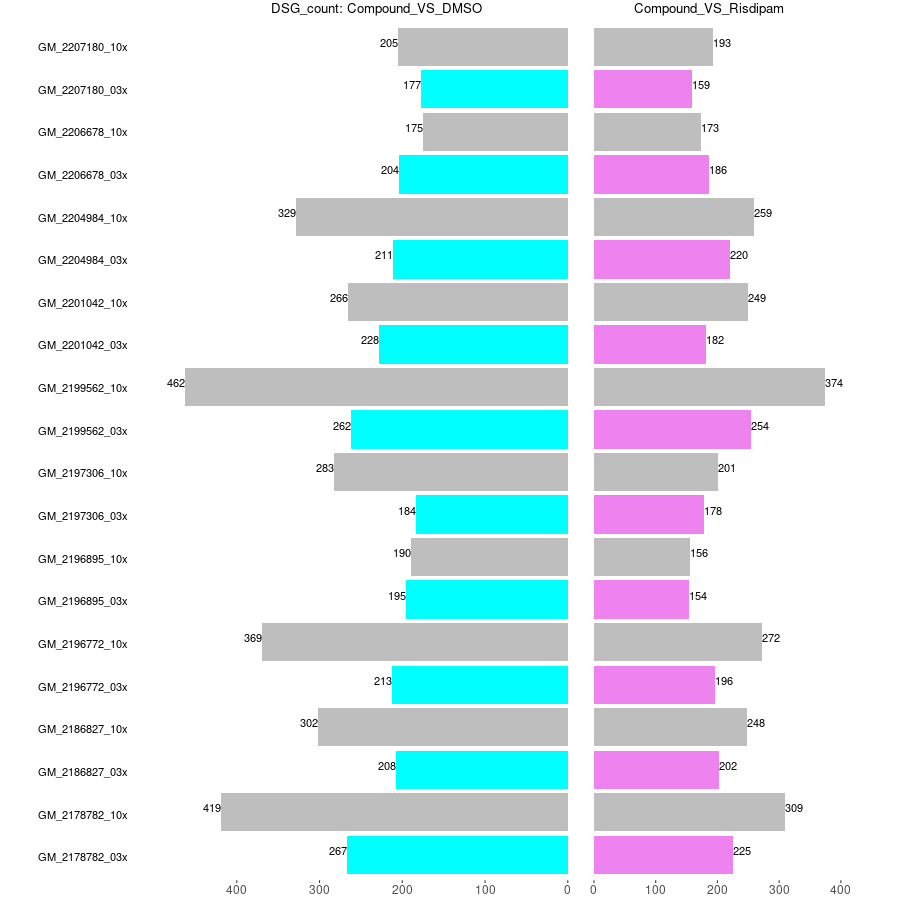 DSG_count: Compound_VS_DMSO Compound_VS_Risdipam
GM_2207180_10x 205 193
GM_2207180_03x 177 159
GM_2206678_10x 175 173
GM_2206678_03x 204 186
GM_2204984_10x 329 259
GM_2204984_03x 211 220
GM_2201042_10x 266 249
GM_2201042_03x 228 182
GM_2199562_10x 462 374
GM_2199562_03x 262 254
GM_2197306_10x 283 201
GM_2197306_03x 184 178
GM_2196895_10x 190 156
GM_2196895_03x 195 154
GM_2196772_10x 369 272
GM_2196772_03x 213 196
GM_2186827_10x 302 248
GM_2186827_03x 208 202
GM_2178782_10x 419 309
GM_2178782_03x 267 225
400 300 200 100 0 0 100 200 300 400